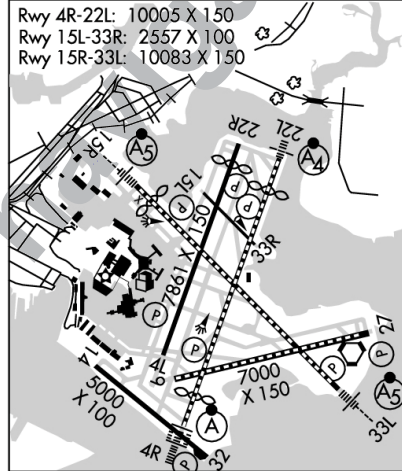 Rwy 4R-22L: 10005 X 150
Rwy 15L-33R: 2557 X 100
Rwy 15R-33L: 10083 X 150
15R
A5
22R
22L
A4
15L
P
P
P
7861 X 150
33R
P
P
27
P
P
14
4L
9
5000
X 100
7000
X 150
A5
A
33L
4R
32
P